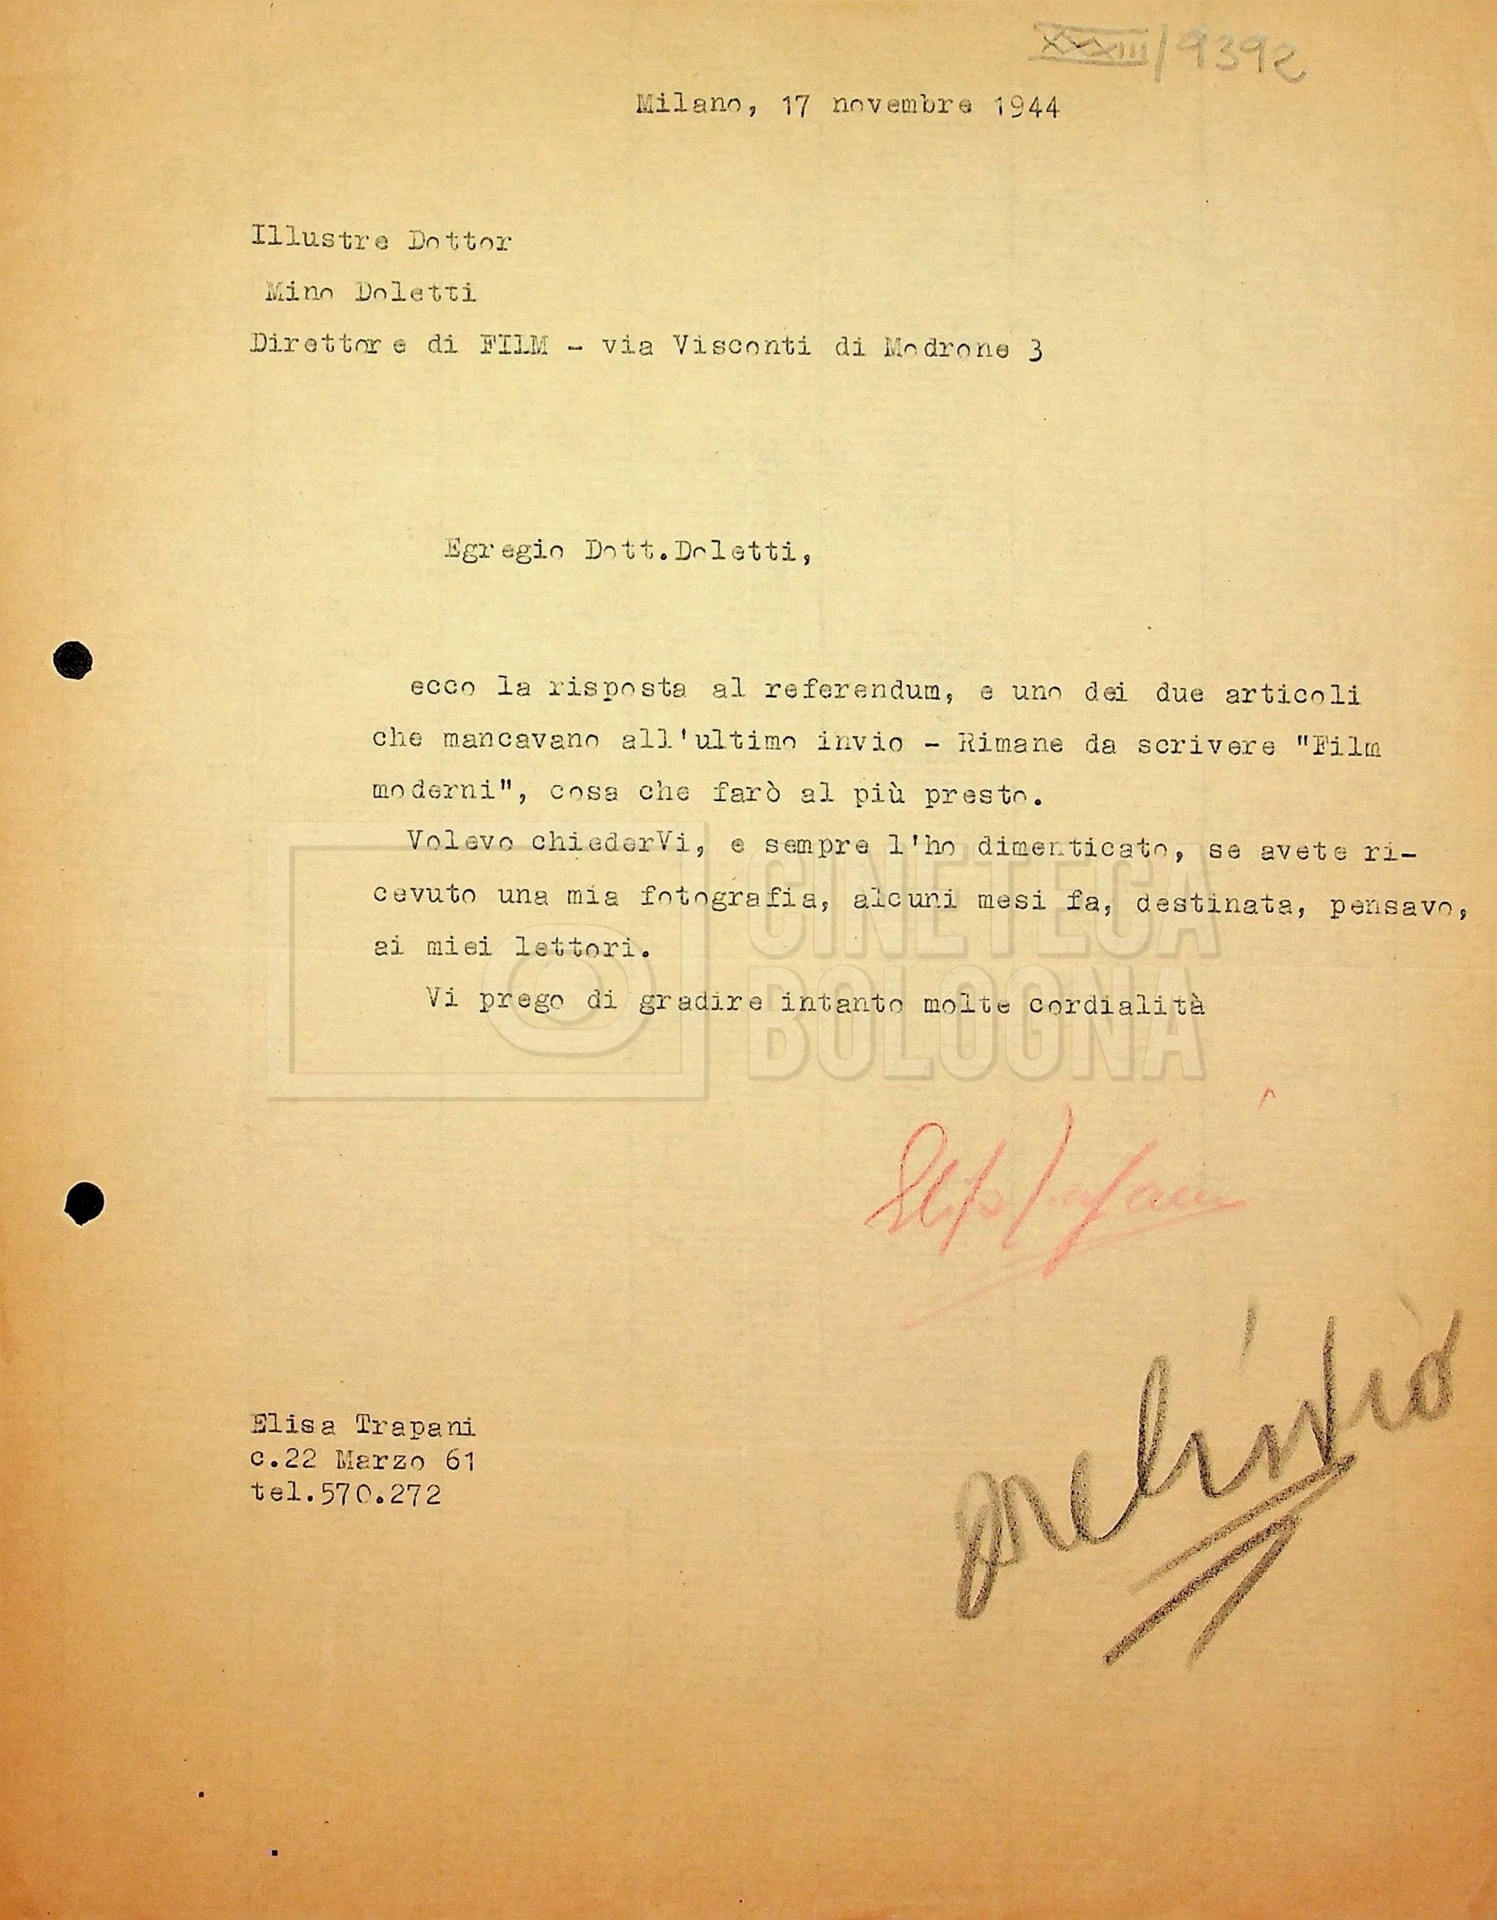 XXXIII/9392
Milano, 17 novembre 1944
Illustre Dottor
Mino Doletti
Direttore di FILM - via Visconti di Modrone 3
Egregio Dott.Doletti,
ecco la risposta al referendum, e uno dei due articoli
che mancavano all'ultimo invio - Rimane da scrivere "Film
moderni", cosa che farò al più presto.
Volevo chiederVi, e sempre l'ho dimenticato, se avete ri-
cevuto una mia fotografia, alcuni mesi fa, destinata, pensavo,
ai miei lettori.
Vi prego di gradire intanto molte cordialità
CINETECA
BOLOGNA
Elisa Trapani
Elisa Trapani
c.22 Marzo 61
tel.570.272